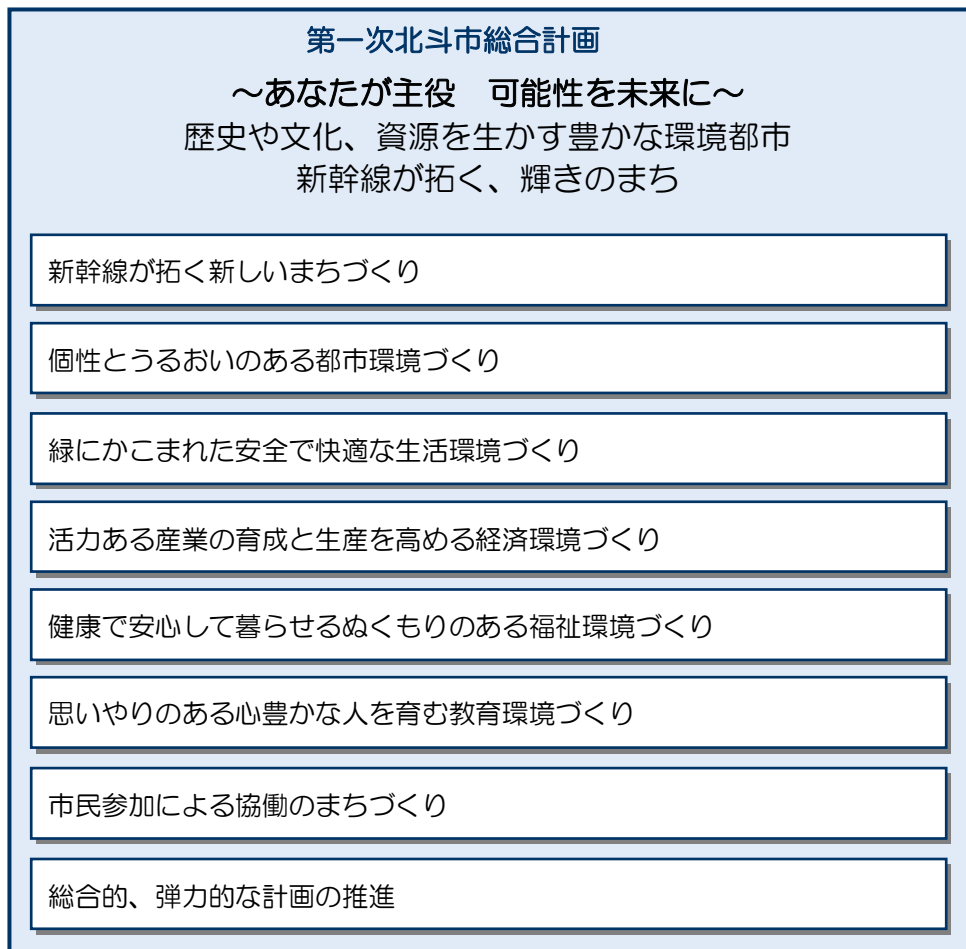 第一次北斗市総合計画
～あなたが主役　可能性を未来に～
歴史や文化、資源を生かす豊かな環境都市
新幹線が拓く、輝きのまち
新幹線が拓く新しいまちづくり
個性とうるおいのある都市環境づくり
緑にかこまれた安全で快適な生活環境づくり
活力ある産業の育成と生産を高める経済環境づくり
健康で安心して暮らせるぬくもりのある福祉環境づくり
思いやりのある心豊かな人を育む教育環境づくり
市民参加による協働のまちづくり
総合的、弾力的な計画の推進